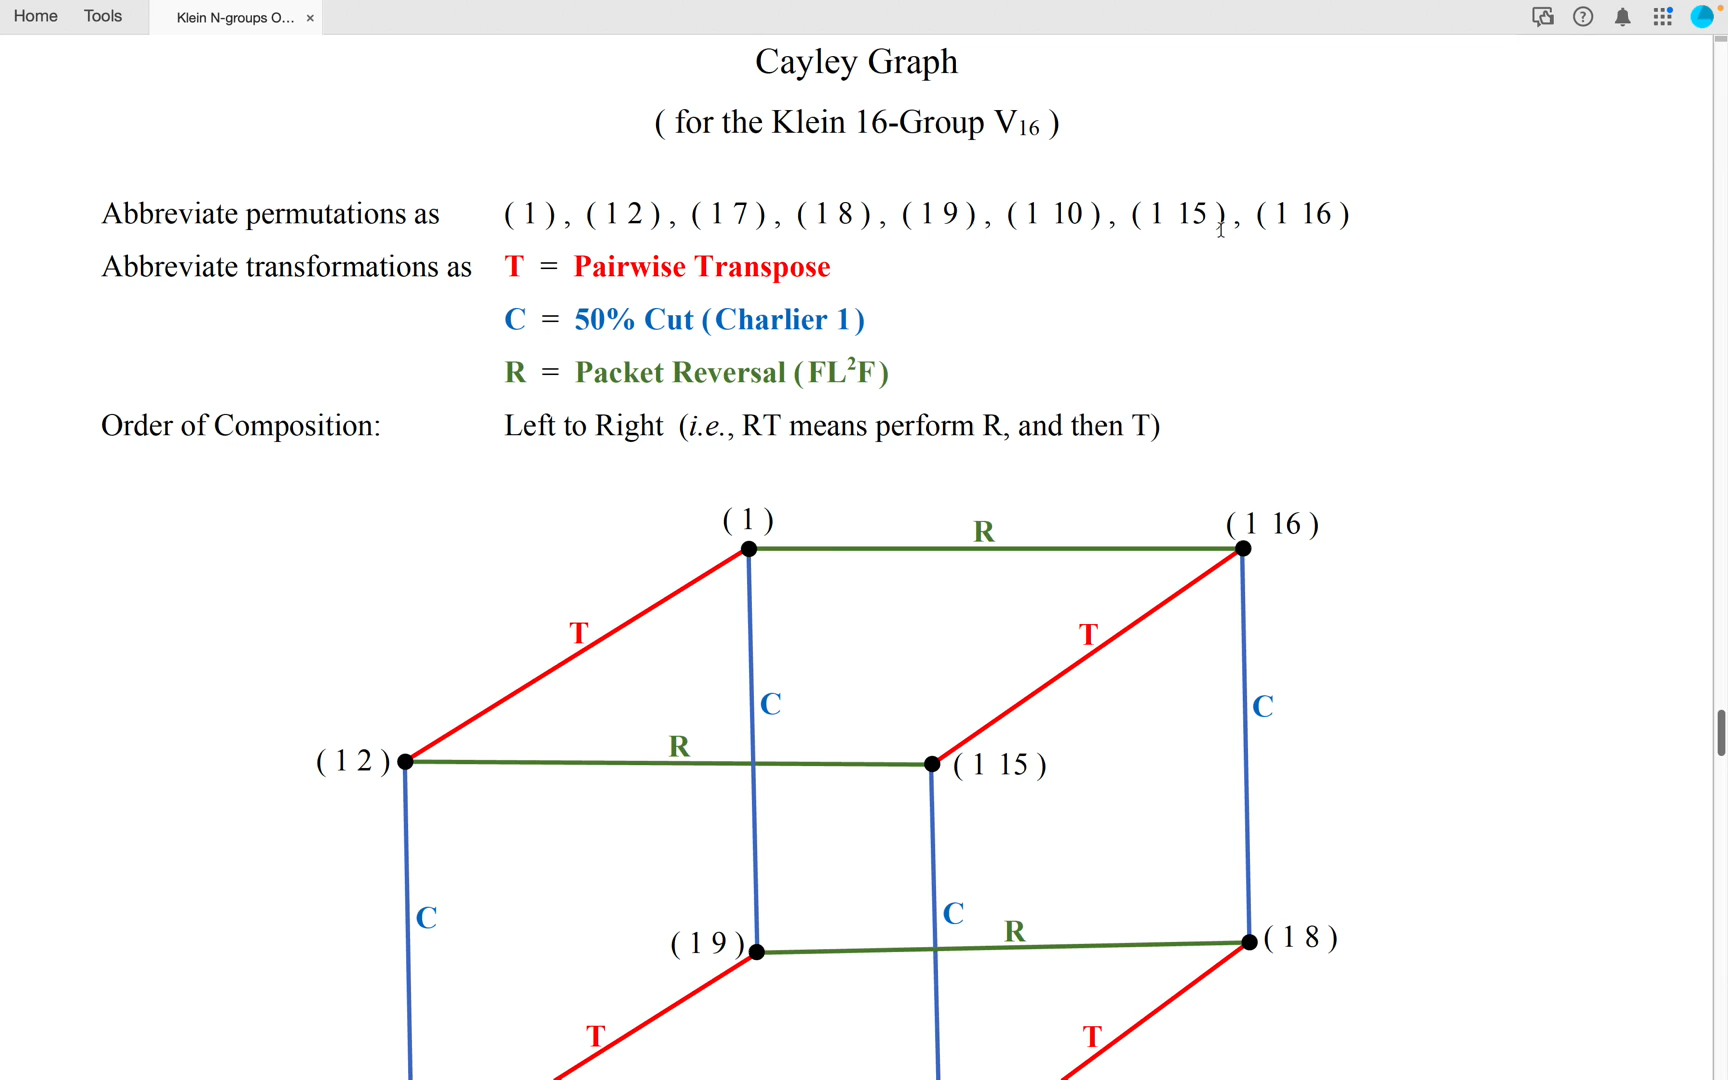 Home Tools Klein N-groups O... ×
Cayley Graph
( for the Klein 16-Group V₁₆ )
Abbreviate permutations as ( 1 ) , ( 1 2 ) , ( 1 7 ) , ( 1 8 ) , ( 1 9 ) , ( 1 10 ) , ( 1 15 ) , ( 1 16 )
Abbreviate transformations as T = Pairwise Transpose
C = 50% Cut (Charlier 1)
R = Packet Reversal (FL²F)
Order of Composition: Left to Right (i.e., RT means perform R, and then T)
( 1 ) R ( 1 16 )
T T
C C
( 1 2 ) R ( 1 15 )
C C
( 1 9 ) R ( 1 8 )
T T